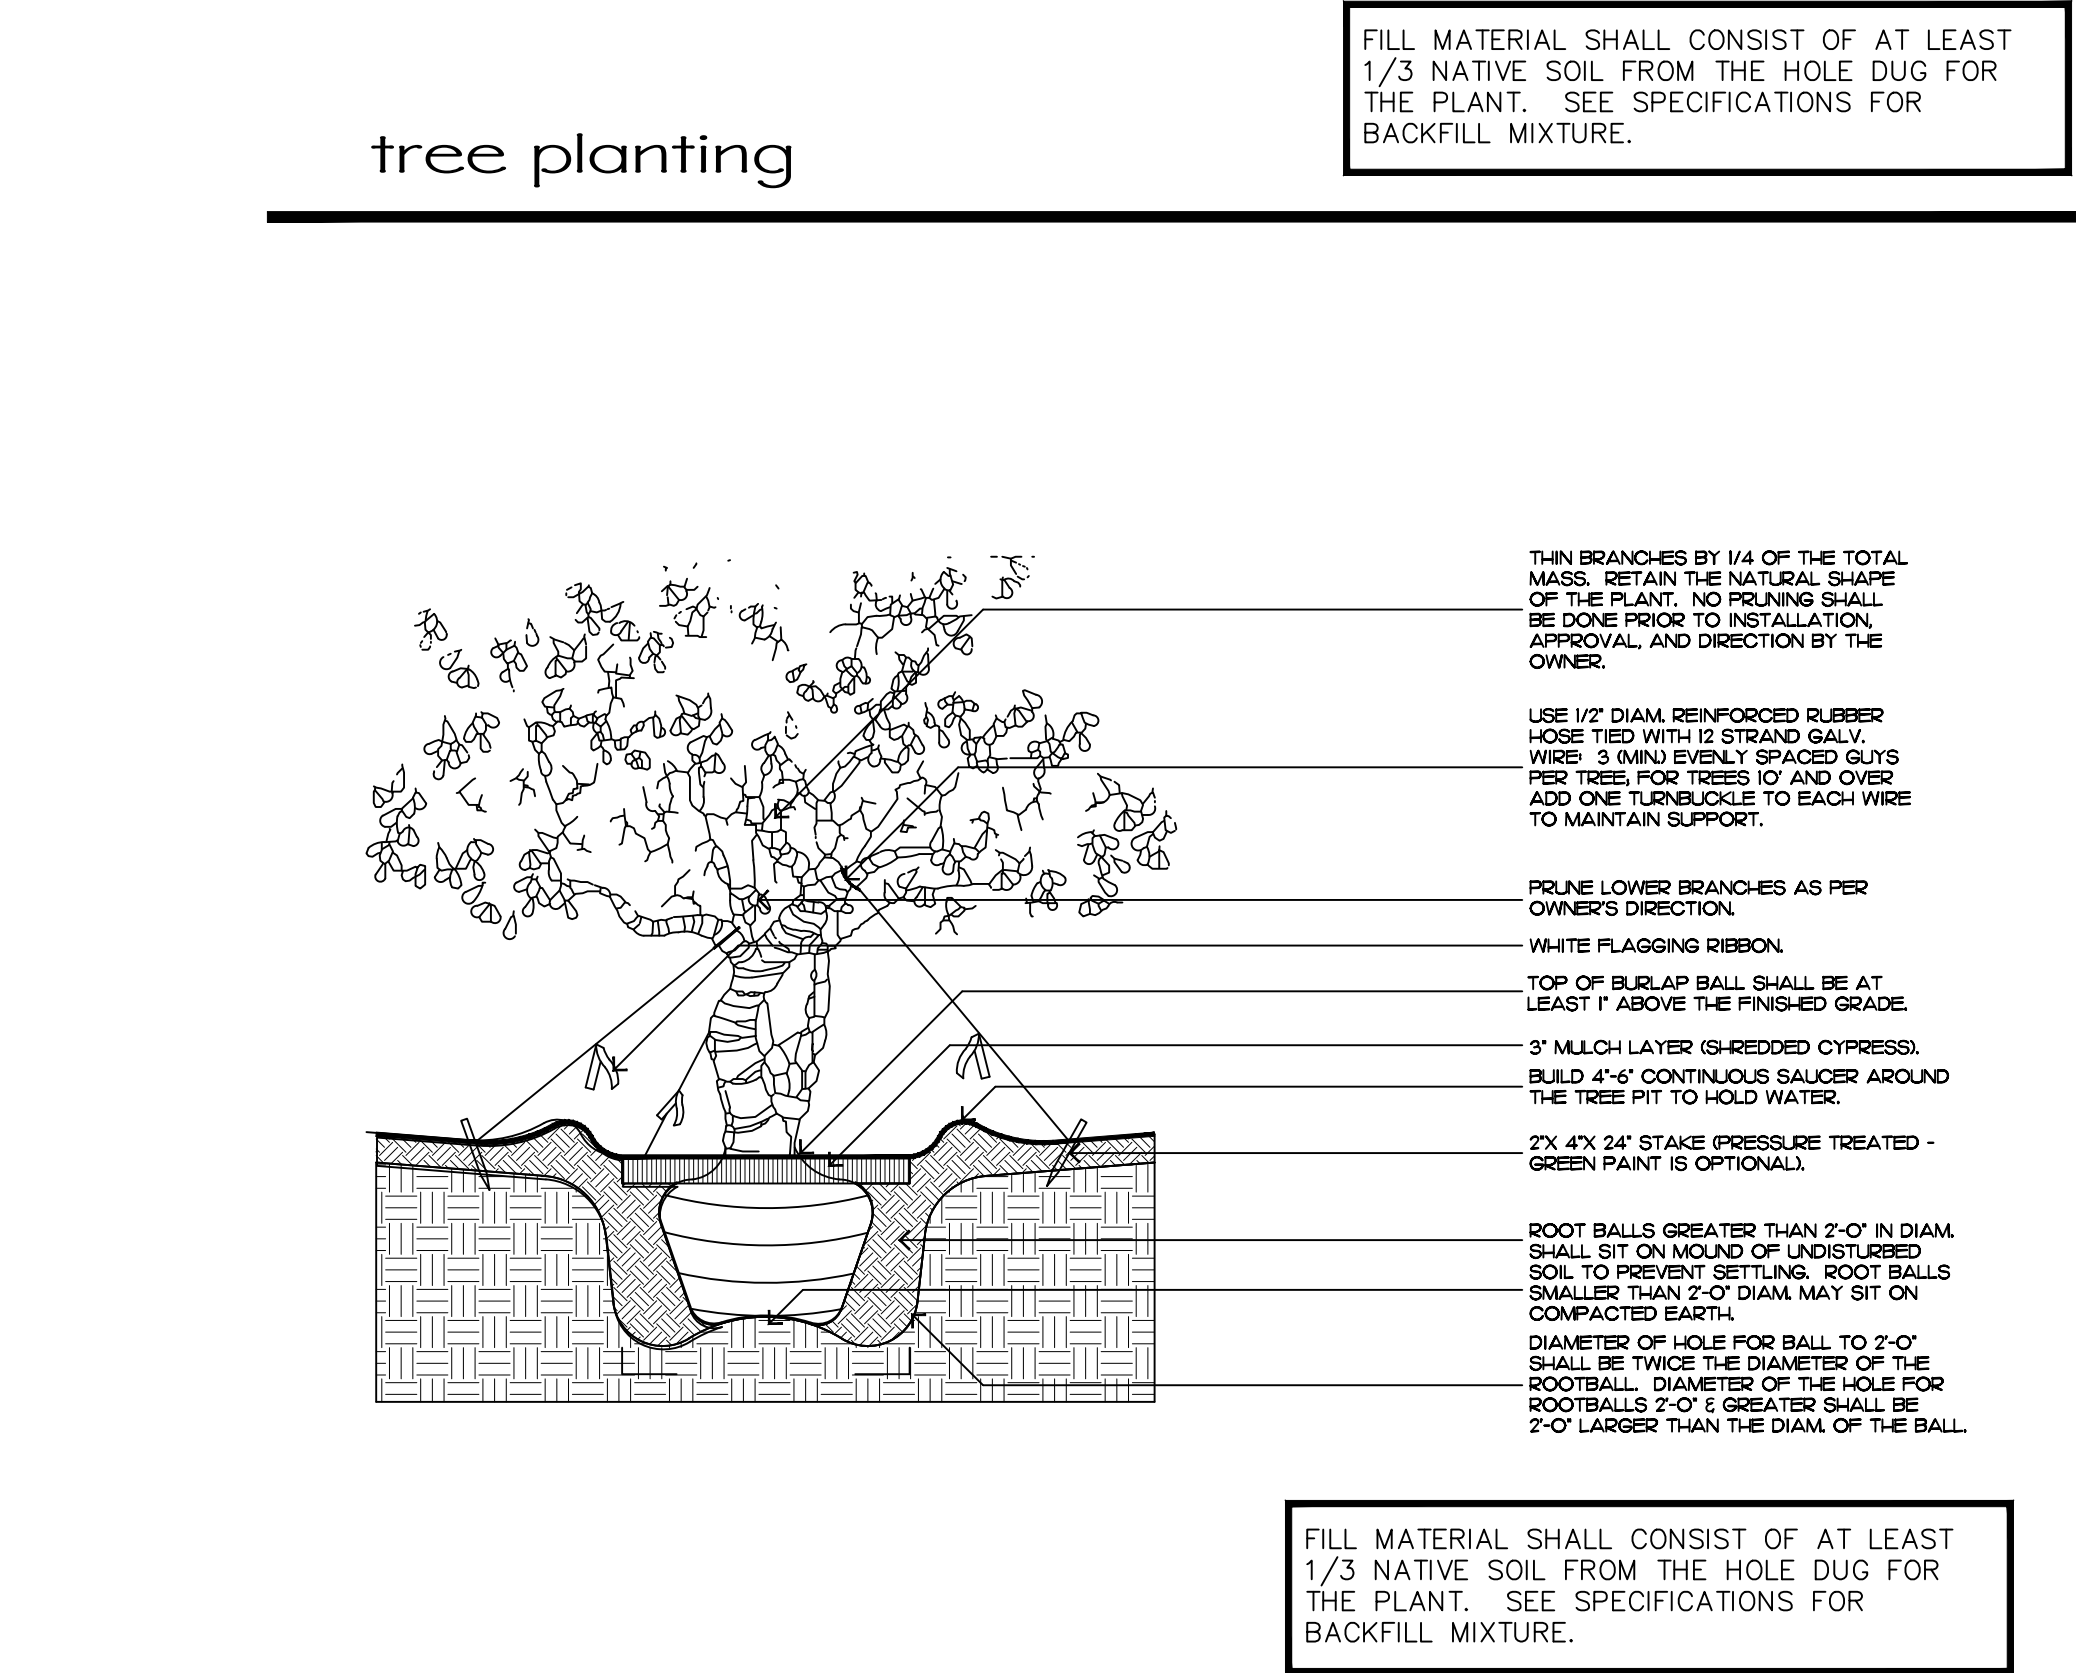 FILL MATERIAL SHALL CONSIST OF AT LEAST
1/3 NATIVE SOIL FROM THE HOLE DUG FOR
THE PLANT. SEE SPECIFICATIONS FOR
BACKFILL MIXTURE.
tree planting
THIN BRANCHES BY 1/4 OF THE TOTAL
MASS. RETAIN THE NATURAL SHAPE
OF THE PLANT. NO PRUNING SHALL
BE DONE PRIOR TO INSTALLATION,
APPROVAL, AND DIRECTION BY THE
OWNER.
USE 1/2" DIAM. REINFORCED RUBBER
HOSE TIED WITH 12 STRAND GALV.
WIRE: 3 (MIN.) EVENLY SPACED GUYS
PER TREE, FOR TREES 10' AND OVER
ADD ONE TURNBUCKLE TO EACH WIRE
TO MAINTAIN SUPPORT.
PRUNE LOWER BRANCHES AS PER
OWNER'S DIRECTION.
WHITE FLAGGING RIBBON.
TOP OF BURLAP BALL SHALL BE AT
LEAST 1" ABOVE THE FINISHED GRADE.
3" MULCH LAYER (SHREDDED CYPRESS).
BUILD 4"-6" CONTINUOUS SAUCER AROUND
THE TREE PIT TO HOLD WATER.
2"X 4"X 24" STAKE (PRESSURE TREATED -
GREEN PAINT IS OPTIONAL).
ROOT BALLS GREATER THAN 2'-0" IN DIAM.
SHALL SIT ON MOUND OF UNDISTURBED
SOIL TO PREVENT SETTLING. ROOT BALLS
SMALLER THAN 2'-0" DIAM. MAY SIT ON
COMPACTED EARTH.
DIAMETER OF HOLE FOR BALL TO 2'-0"
SHALL BE TWICE THE DIAMETER OF THE
ROOTBALL. DIAMETER OF THE HOLE FOR
ROOTBALLS 2'-0" & GREATER SHALL BE
2'-0" LARGER THAN THE DIAM. OF THE BALL.
FILL MATERIAL SHALL CONSIST OF AT LEAST
1/3 NATIVE SOIL FROM THE HOLE DUG FOR
THE PLANT. SEE SPECIFICATIONS FOR
BACKFILL MIXTURE.